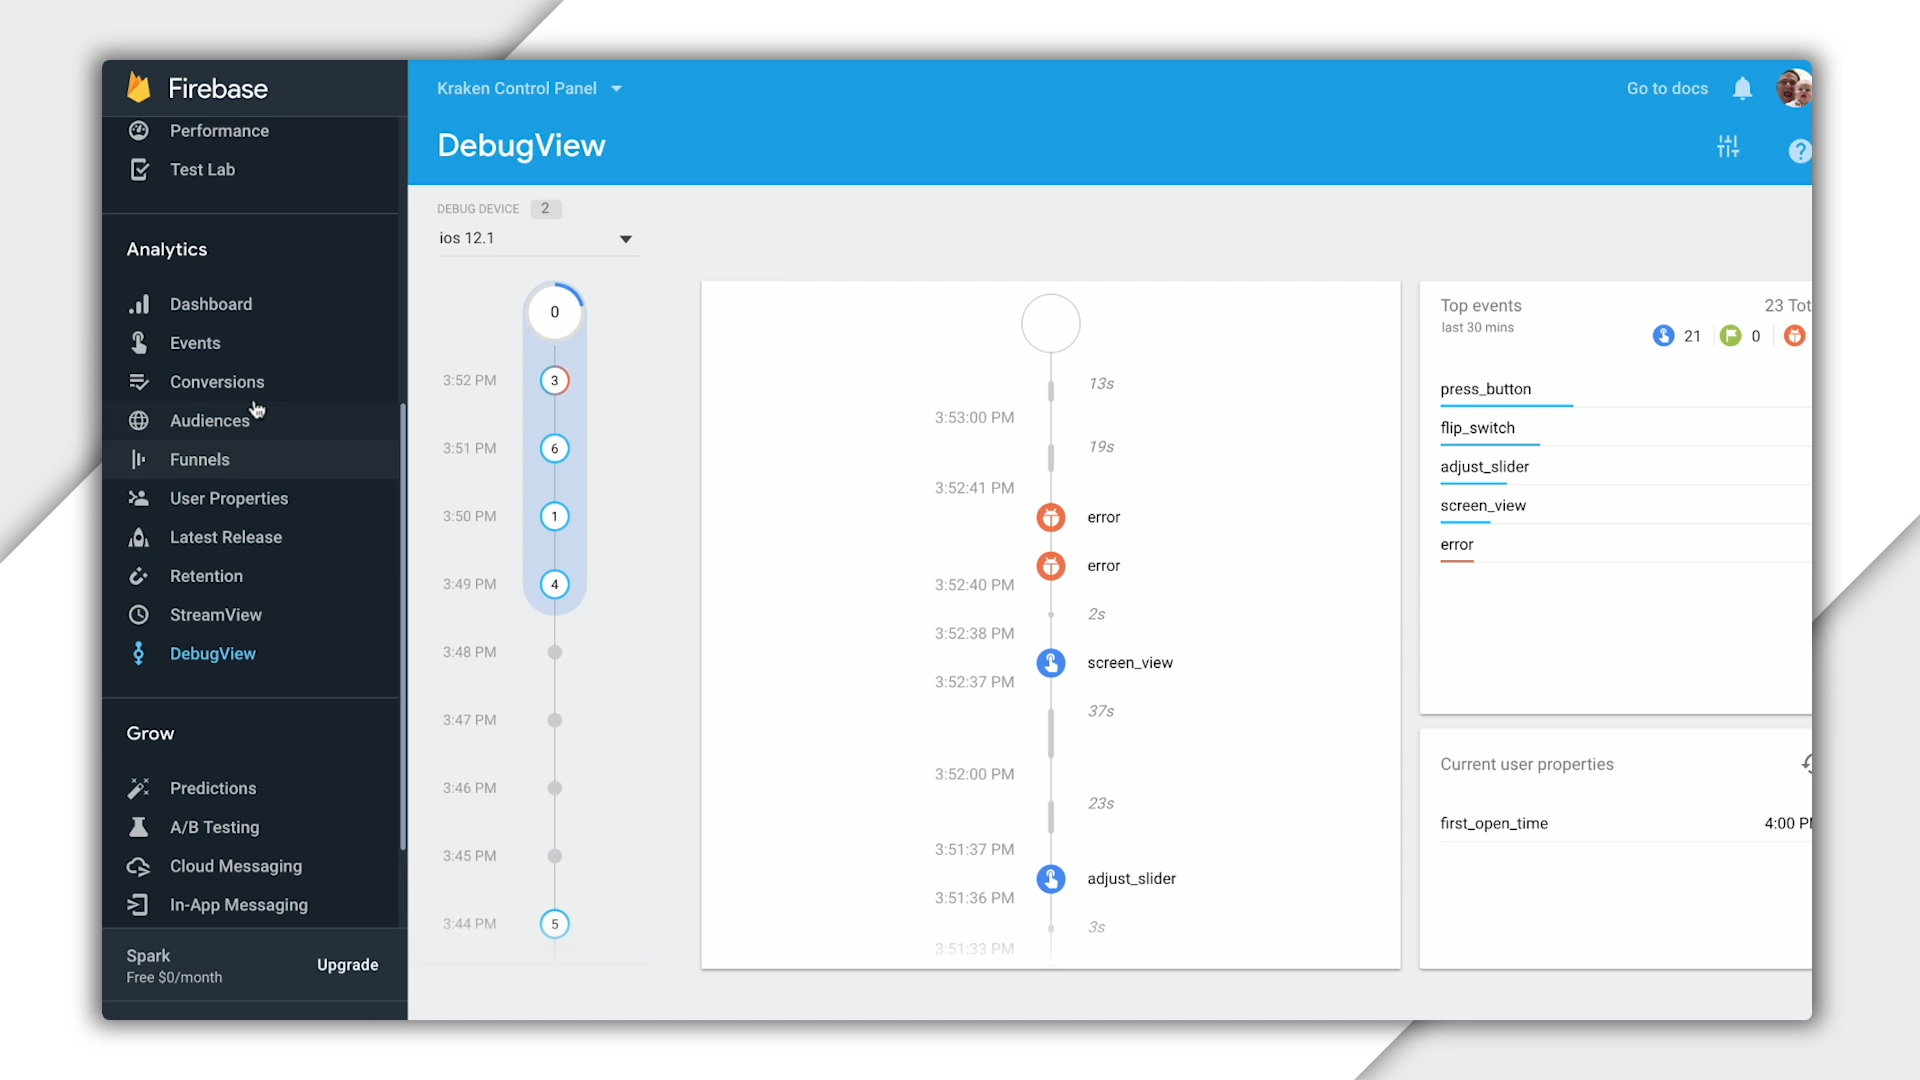 Firebase
Performance
Test Lab
Analytics
Dashboard
Events
Conversions
Audiences
Funnels
User Properties
Latest Release
Retention
StreamView
DebugView
Grow
Predictions
A/B Testing
Cloud Messaging
In-App Messaging
Spark
Free $0/month
Upgrade
Kraken Control Panel
Go to docs
DebugView
?
DEBUG DEVICE 2
ios 12.1
0
3:52 PM 3
3:51 PM 6
3:50 PM 1
3:49 PM 4
3:48 PM
3:47 PM
3:46 PM
3:45 PM
3:44 PM 5
13s
3:53:00 PM
19s
3:52:41 PM
error
error
3:52:40 PM
2s
3:52:38 PM
screen_view
3:52:37 PM
37s
3:52:00 PM
23s
3:51:37 PM
adjust_slider
3:51:36 PM
3s
3:51:33 PM
Top events 23 Tot
last 30 mins
21 0
press_button
flip_switch
adjust_slider
screen_view
error
Current user properties
first_open_time 4:00 P